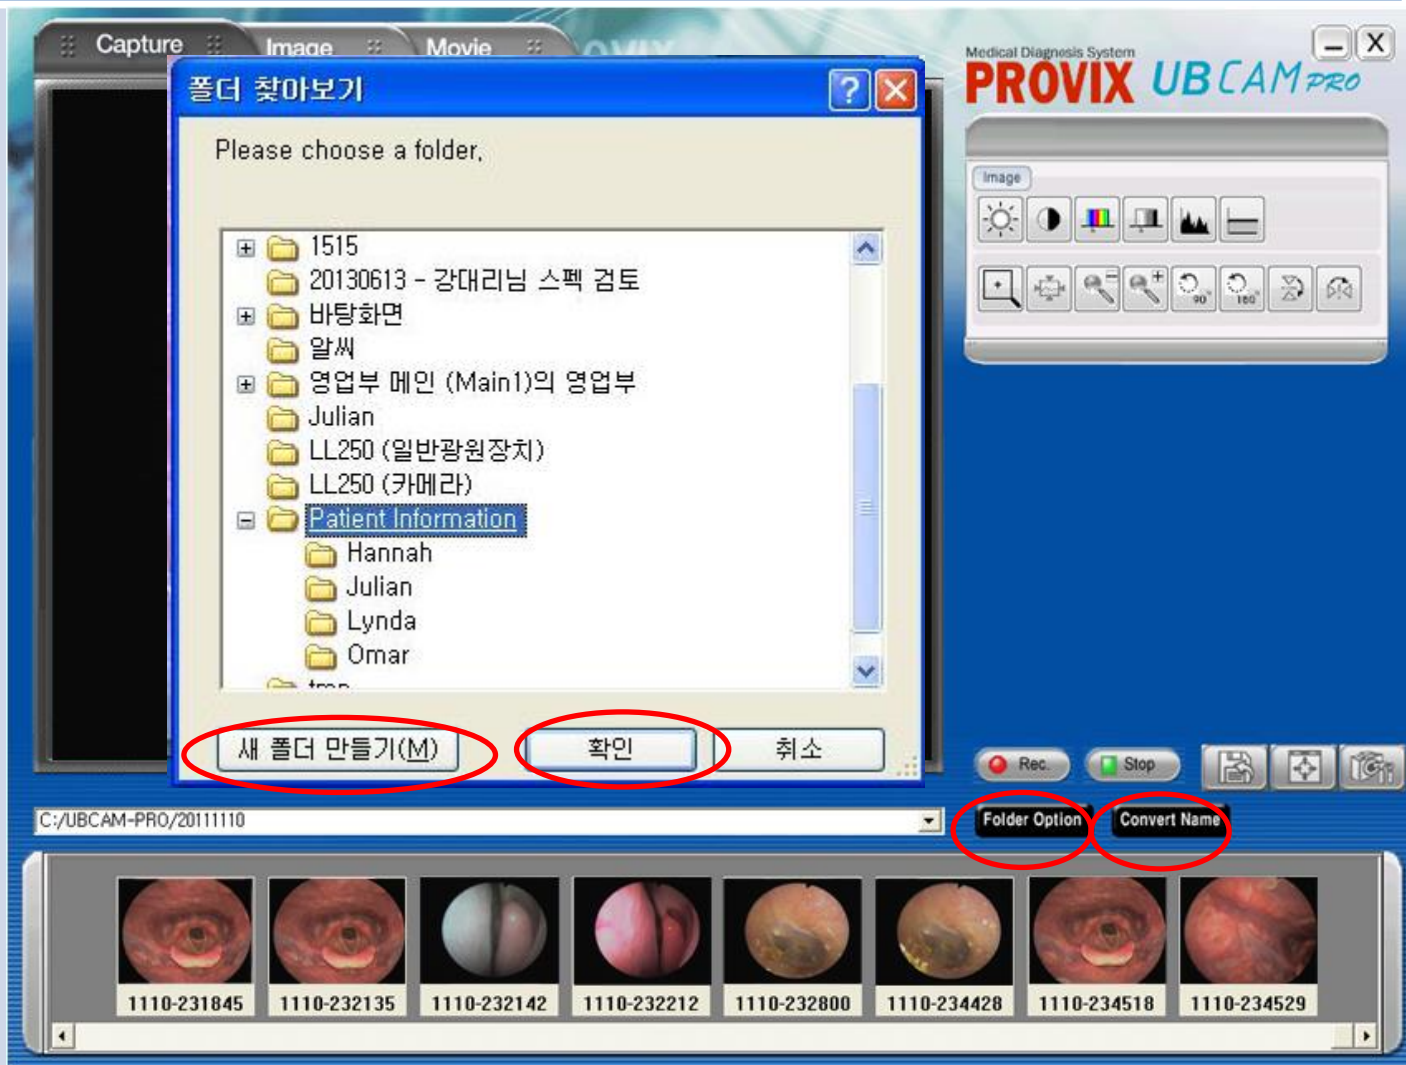 Capture
Image
Movie
Medical Diagnosis System
PROVIX UBCAM PRO
X
폴더 찾아보기
?
Please choose a folder,
Image
1515
20130613 - 강대리님 스펙 검토
바탕화면
알씨
영업부 메인 (Main1)의 영업부
Julian
LL250 (일반광원장치)
LL250 (카메라)
Patient Information
Hannah
Julian
Lynda
Omar
90°
180°
새 폴더 만들기(M)
확인
취소
Rec.
Stop
C:/UBCAM-PRO/20111110
Folder Option
Convert Name
1110-231845
1110-232135
1110-232142
1110-232212
1110-232800
1110-234428
1110-234518
1110-234529